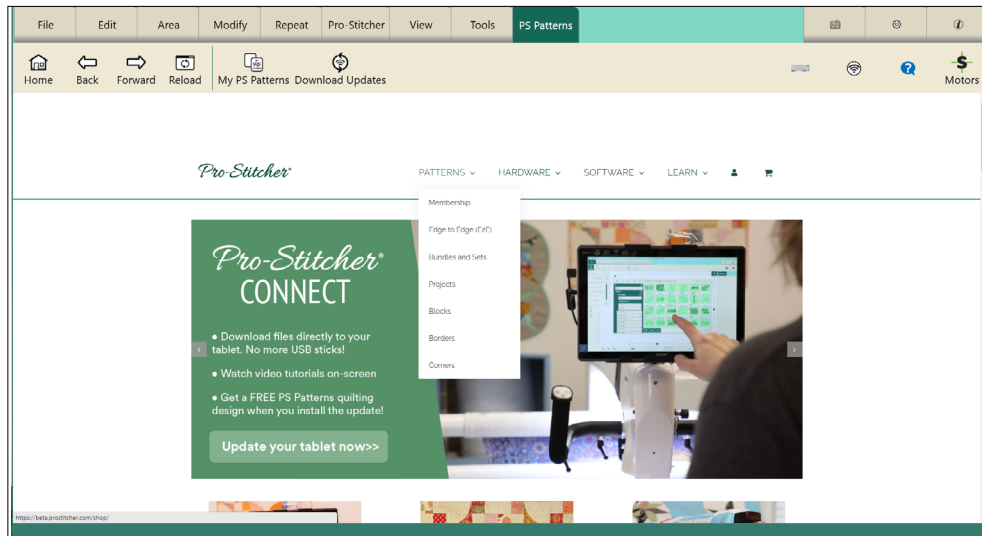 File Edit Area Modify Repeat Pro-Stitcher View Tools PS Patterns
Home Back Forward Reload My PS Patterns Download Updates Motors
Pro-Stitcher® PATTERNS HARDWARE SOFTWARE LEARN
Membership
Edge to Edge (E2E)
Bundles and Sets
Projects
Blocks
Borders
Corners
Pro-Stitcher®
CONNECT
• Download files directly to your
tablet. No more USB sticks!
• Watch video tutorials on-screen
• Get a FREE PS Patterns quilting
design when you install the update!
Update your tablet now>>
https://beta.prostitcher.com/shop/